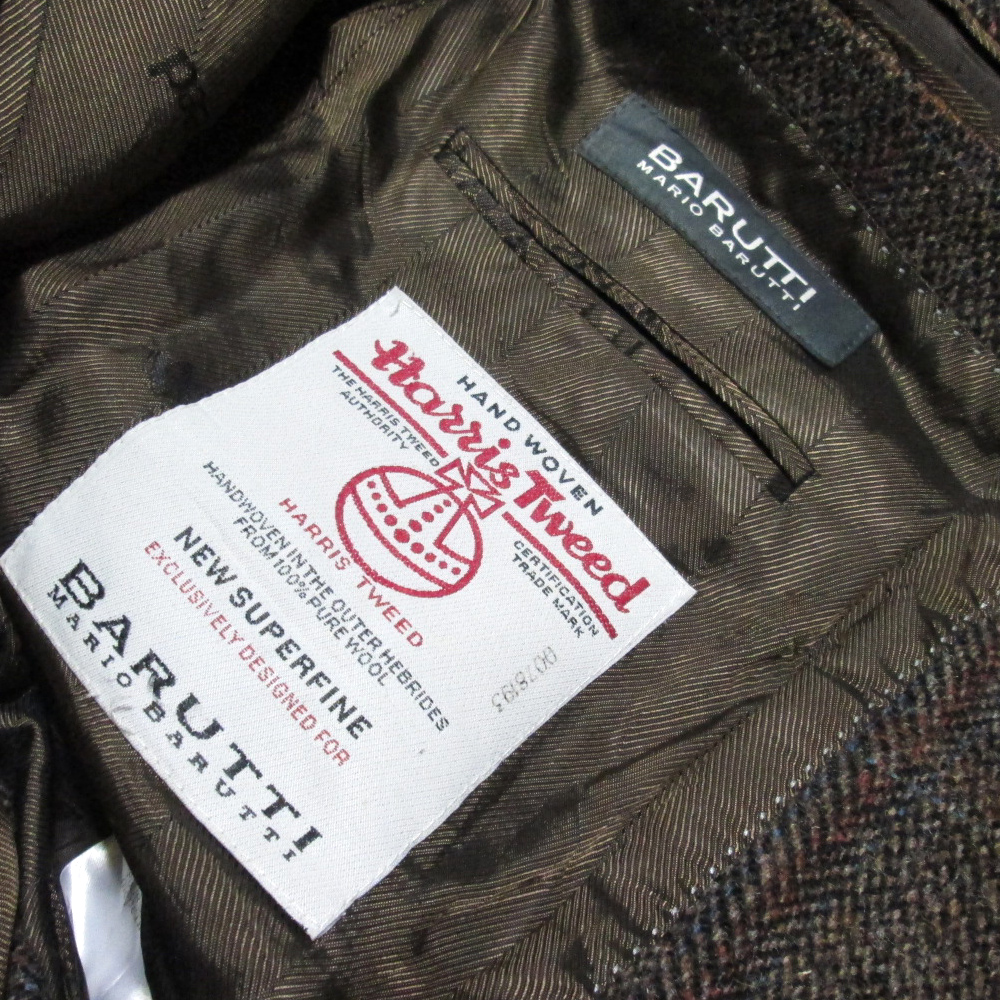 BARUTTI
MARIO BARUTTI
HAND WOVEN
Harris Tweed
THE HARRIS TWEED
AUTHORITY
CERTIFICATION
TRADE MARK
HARRIS TWEED
HANDWOVEN IN THE OUTER HEBRIDES
FROM 100% PURE WOOL
NEW SUPERFINE
EXCLUSIVELY DESIGNED FOR
BARUTTI
MARIO BARUTTI